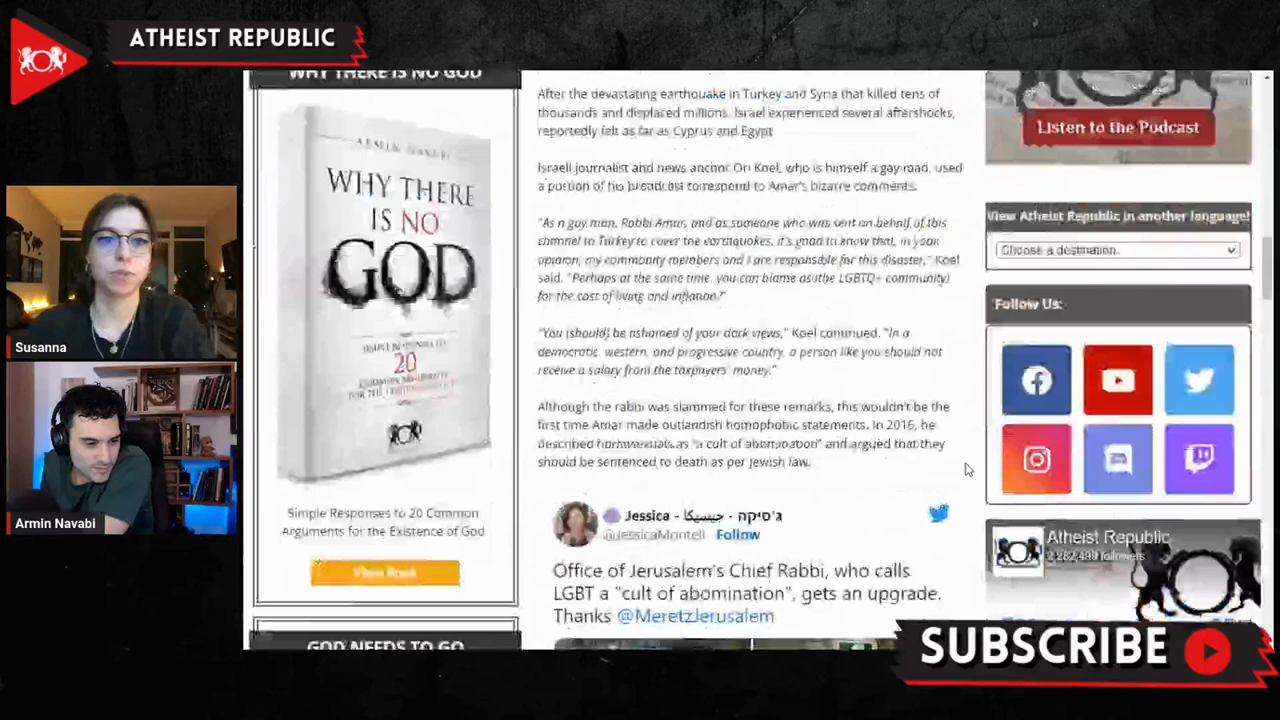 ATHEIST REPUBLIC
Susanna
Armin Navabi
WHY THERE IS NO GOD
ARMIN NAVABI
WHY THERE
IS NO
GOD
SIMPLE RESPONSES TO
20
Simple Responses to 20 Common
Arguments for the Existence of God
View Book
GOD NEEDS TO GO
After the devastating earthquake in Turkey and Syria that killed tens of
thousands and displaced millions, Israel experienced several aftershocks,
reportedly felt as far as Cyprus and Egypt
Israeli journalist and news anchor Ori Koel, who is himself a gay
a portion of his respond to Amar's bizarre comments.
"As a gay man, Rabbi Amar, and as someone who was sent on behalf of this
channel to Turkey to cover the earthquakes, it's good to know that, in your
opinion, my community members and I are responsible for this disaster," Koel
said. "Perhaps at the same time, you can blame (the LGBTQ+ community)
for the cost of living and inflation?"
"You (should) be ashamed of your dark views," Koel continued. "In a
democratic, western, and progressive country, a person like you should not
receive a salary from the taxpayers' money."
Although the rabbi was slammed for these remarks, this wouldn't be the
first time Amar made outlandish homophobic statements. In 2016, he
described homosexuals as "a cult of abomination" and argued that they
should be sentenced to death as per Jewish law.
Jessica - ג'סיקה - جيسيكا
@JessicaMontell Follow
Office of Jerusalem's Chief Rabbi, who calls
LGBT a "cult of abomination", gets an upgrade.
Thanks @MeretzJerusalem
Listen to the Podcast
View Atheist Republic in another language!
Choose a destination.
Follow Us:
Atheist Republic
followers
SUBSCRIBE